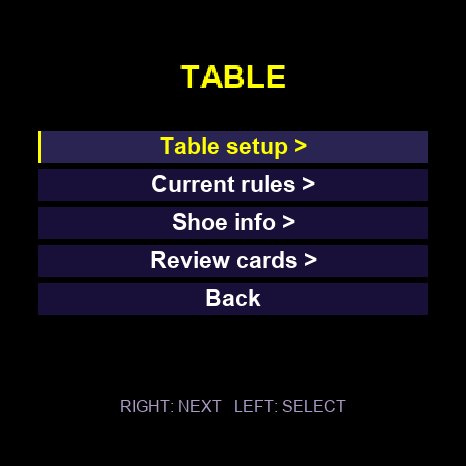 TABLE
Table setup >
Current rules >
Shoe info >
Review cards >
Back
RIGHT: NEXT LEFT: SELECT